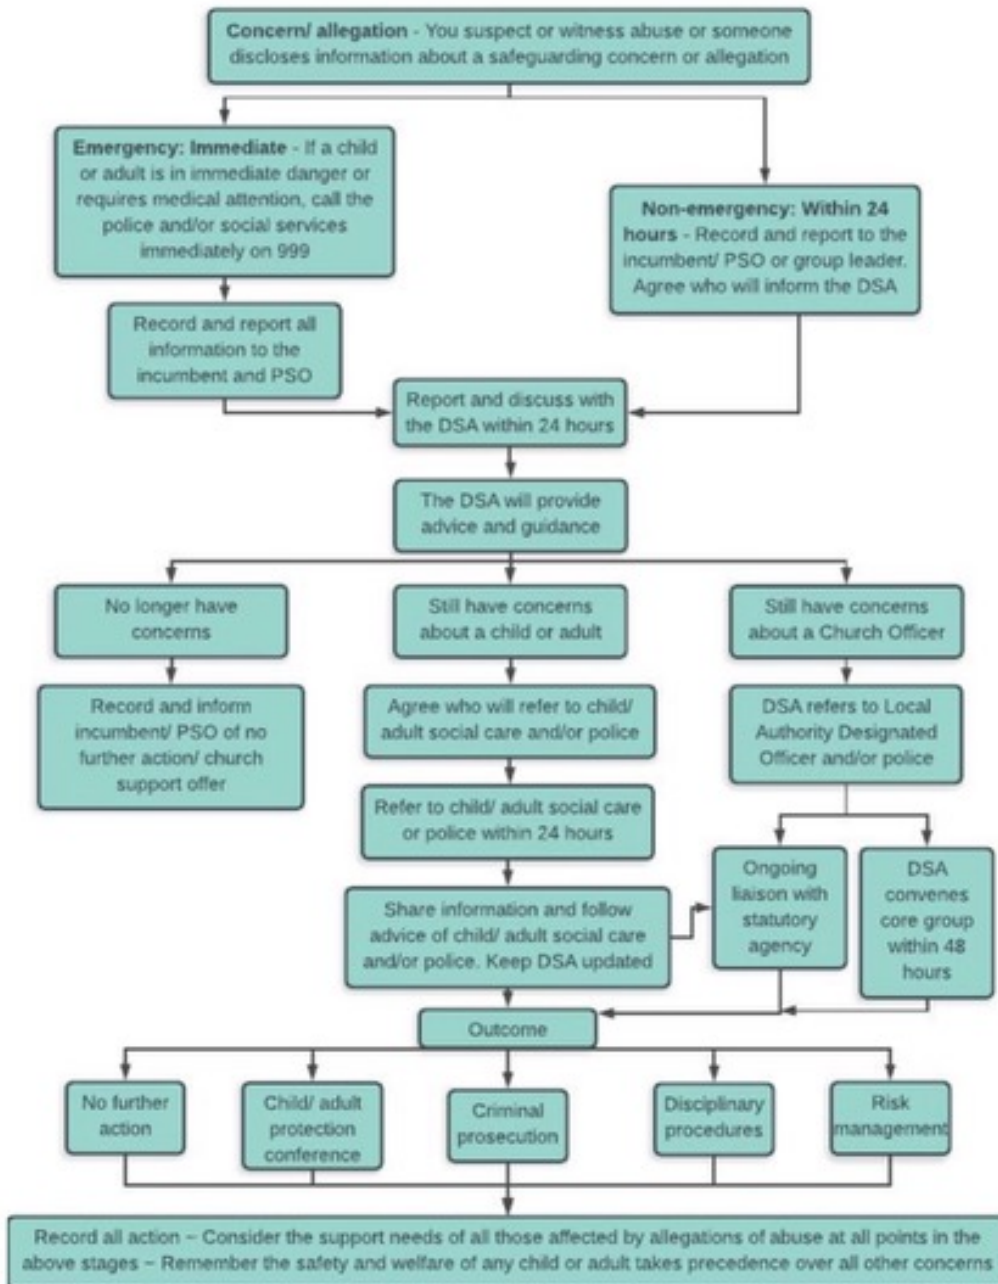 Concern/ allegation - You suspect or witness abuse or someone
discloses information about a safeguarding concern or allegation
Emergency: Immediate - If a child
or adult is in immediate danger or
requires medical attention, call the
police and/or social services
immediately on 999
Non-emergency: Within 24
hours - Record and report to the
incumbent/ PSO or group leader.
Agree who will inform the DSA
Record and report all
information to the
incumbent and PSO
Report and discuss with
the DSA within 24 hours
The DSA will provide
advice and guidance
No longer have
concerns
Still have concerns
about a child or adult
Still have concerns
about a Church Officer
Record and inform
incumbent/ PSO of no
further action/ church
support offer
Agree who will refer to child/
adult social care and/or police
DSA refers to Local
Authority Designated
Officer and/or police
Refer to child/ adult social care
or police within 24 hours
Share information and follow
advice of child/ adult social care
and/or police. Keep DSA updated
Ongoing
liaison with
statutory
agency
DSA
convenes
core group
within 48
hours
Outcome
No further
action
Child/ adult
protection
conference
Criminal
prosecution
Disciplinary
procedures
Risk
management
Record all action ~ Consider the support needs of all those affected by allegations of abuse at all points in the
above stages ~ Remember the safety and welfare of any child or adult takes precedence over all other concerns